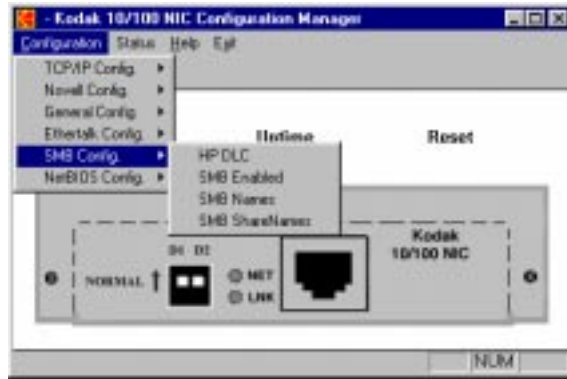 - Kodak 10/100 NIC Configuration Manager
Configuration Status Help Exit
TCP/IP Config.
Novell Config.
General Config.
Ethertalk Config.
SMB Config.
NetBIOS Config.
HP DLC
SMB Enabled
SMB Names
SMB ShareNames
Uptime Reset
Kodak
10/100 NIC
D1 D2
NORMAL
NET
LNK
NUM